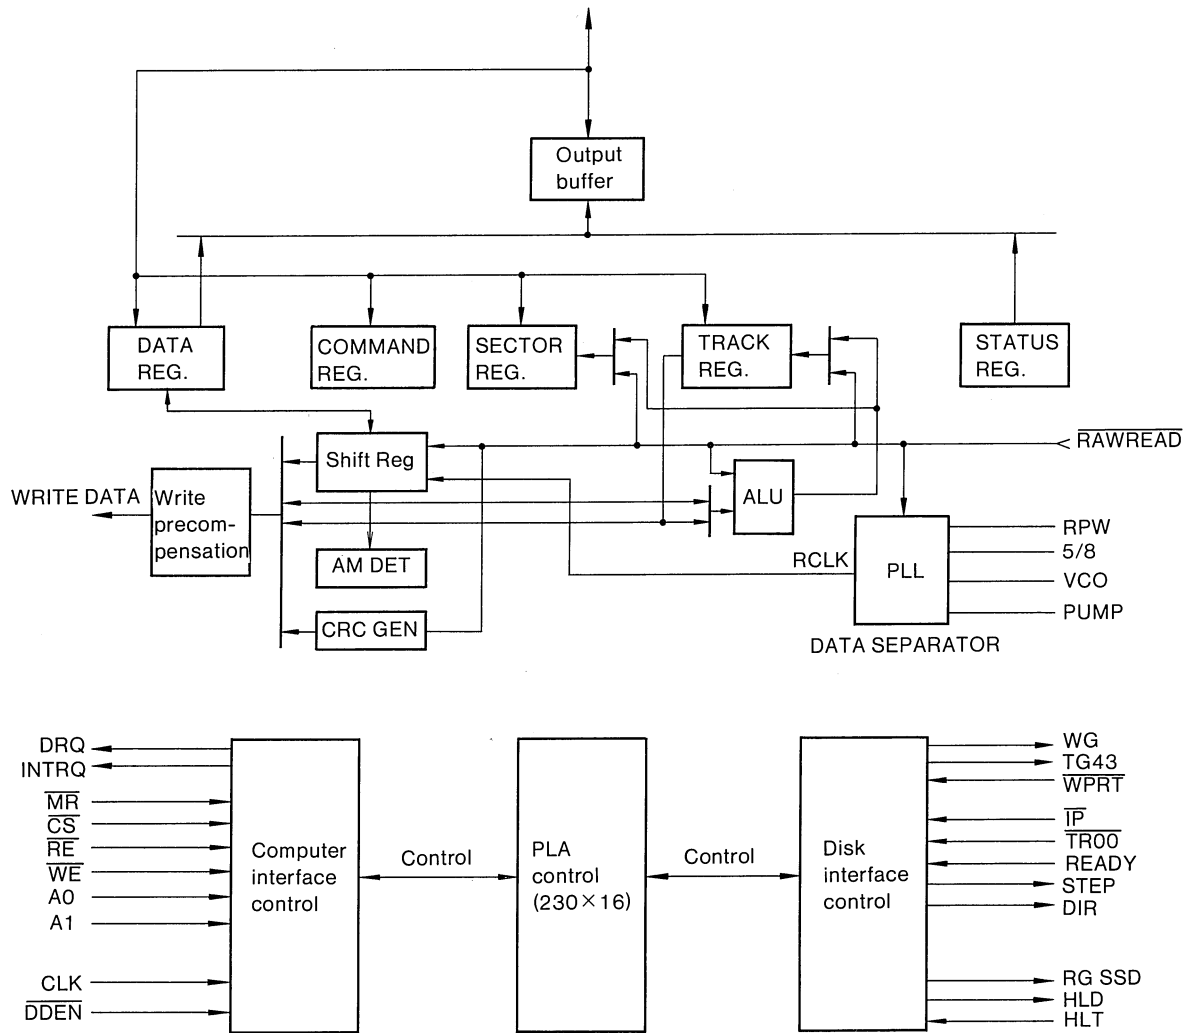 Output
buffer
DATA
REG.
COMMAND
REG.
SECTOR
REG.
TRACK
REG.
STATUS
REG.
RAWREAD
Shift Reg
ALU
WRITE DATA
Write
precom-
pensation
AM DET
RCLK
PLL
RPW
5/8
VCO
PUMP
CRC GEN
DATA SEPARATOR
DRQ
INTRQ
MR
CS
RE
WE
A0
A1
CLK
DDEN
Computer
interface
control
Control
PLA
control
(230×16)
Control
Disk
interface
control
WG
TG43
WPRT
IP
TR00
READY
STEP
DIR
RG SSD
HLD
HLT